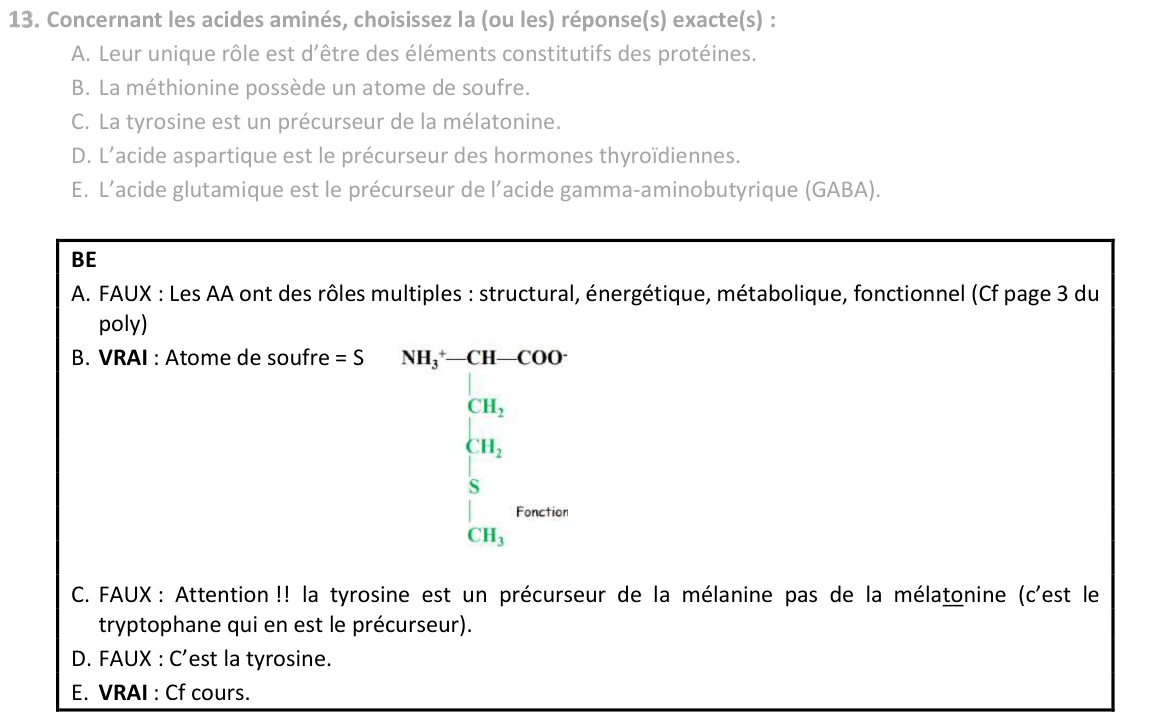 13. Concernant les acides aminés, choisissez la (ou les) réponse(s) exacte(s) :
A. Leur unique rôle est d’être des éléments constitutifs des protéines.
B. La méthionine possède un atome de soufre.
C. La tyrosine est un précurseur de la mélatonine.
D. L’acide aspartique est le précurseur des hormones thyroïdiennes.
E. L’acide glutamique est le précurseur de l’acide gamma-aminobutyrique (GABA).
BE
A. FAUX : Les AA ont des rôles multiples : structural, énergétique, métabolique, fonctionnel (Cf page 3 du
poly)
B. VRAI : Atome de soufre = S NH₃⁺—CH—COO⁻
CH₂
CH₂
S
Fonction
CH₃
C. FAUX : Attention !! la tyrosine est un précurseur de la mélanine pas de la mélatonine (c’est le
tryptophane qui en est le précurseur).
D. FAUX : C’est la tyrosine.
E. VRAI : Cf cours.